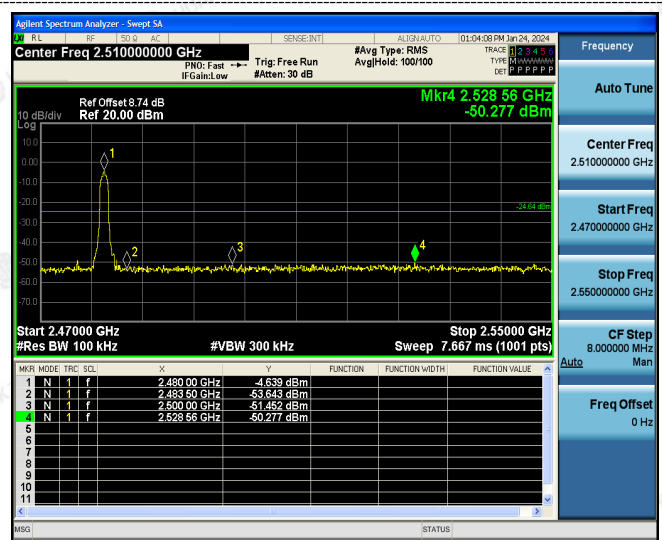 Agilent Spectrum Analyzer - Swept SA
LXI RL RF 50 Ω AC SENSE:INT ALIGN AUTO 01:04:08 PM Jan 24, 2024
Center Freq 2.510000000 GHz
PNO: Fast
IFGain:Low
Trig: Free Run
#Atten: 30 dB
#Avg Type: RMS
Avg|Hold: 100/100
TRACE 1 2 3 4 5 6
TYPE M W W W W W
DET P P P P P P
Ref Offset 8.74 dB
10 dB/div Ref 20.00 dBm
Log
Mkr4 2.528 56 GHz
-50.277 dBm
10.0
0.00
-10.0
-20.0
-30.0
-40.0
-50.0
-60.0
-70.0
1
2
3
4
-24.64 dBm
Start 2.47000 GHz Stop 2.55000 GHz
#Res BW 100 kHz #VBW 300 kHz Sweep 7.667 ms (1001 pts)
MKR MODE TRC SCL X Y FUNCTION FUNCTION WIDTH FUNCTION VALUE
1 N 1 f 2.480 00 GHz -4.639 dBm
2 N 1 f 2.483 50 GHz -53.643 dBm
3 N 1 f 2.500 00 GHz -51.452 dBm
4 N 1 f 2.528 56 GHz -50.277 dBm
5
6
7
8
9
10
11
MSG STATUS
Frequency
Auto Tune
Center Freq
2.510000000 GHz
Start Freq
2.470000000 GHz
Stop Freq
2.550000000 GHz
CF Step
8.000000 MHz
Auto Man
Freq Offset
0 Hz